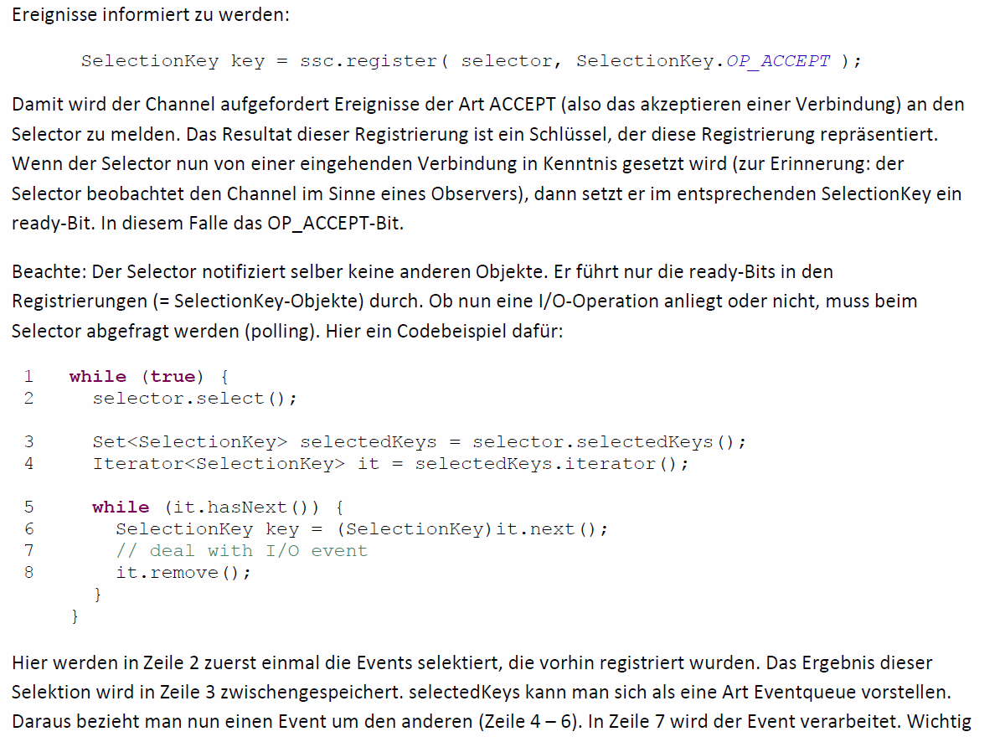 Ereignisse informiert zu werden:
SelectionKey key = ssc.register( selector, SelectionKey.OP_ACCEPT );
Damit wird der Channel aufgefordert Ereignisse der Art ACCEPT (also das akzeptieren einer Verbindung) an den
Selector zu melden. Das Resultat dieser Registrierung ist ein Schlüssel, der diese Registrierung repräsentiert.
Wenn der Selector nun von einer eingehenden Verbindung in Kenntnis gesetzt wird (zur Erinnerung: der
Selector beobachtet den Channel im Sinne eines Observers), dann setzt er im entsprechenden SelectionKey ein
ready-Bit. In diesem Falle das OP_ACCEPT-Bit.
Beachte: Der Selector notifiziert selber keine anderen Objekte. Er führt nur die ready-Bits in den
Registrierungen (= SelectionKey-Objekte) durch. Ob nun eine I/O-Operation anliegt oder nicht, muss beim
Selector abgefragt werden (polling). Hier ein Codebeispiel dafür:
1 while (true) {
2 selector.select();
3 Set<SelectionKey> selectedKeys = selector.selectedKeys();
4 Iterator<SelectionKey> it = selectedKeys.iterator();
5 while (it.hasNext()) {
6 SelectionKey key = (SelectionKey)it.next();
7 // deal with I/O event
8 it.remove();
}
}
Hier werden in Zeile 2 zuerst einmal die Events selektiert, die vorhin registriert wurden. Das Ergebnis dieser
Selektion wird in Zeile 3 zwischengespeichert. selectedKeys kann man sich als eine Art Eventqueue vorstellen.
Daraus bezieht man nun einen Event um den anderen (Zeile 4 – 6). In Zeile 7 wird der Event verarbeitet. Wichtig